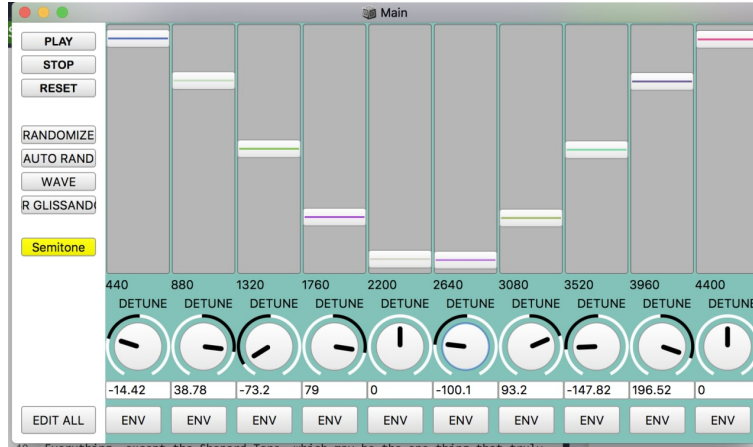 Main
PLAY
STOP
RESET
RANDOMIZE
AUTO RAND
WAVE
R GLISSANDO
Semitone
440 880 1320 1760 2200 2640 3080 3520 3960 4400
DETUNE DETUNE DETUNE DETUNE DETUNE DETUNE DETUNE DETUNE DETUNE DETUNE
-14.42 38.78 -73.2 79 0 -100.1 93.2 -147.82 196.52 0
EDIT ALL ENV ENV ENV ENV ENV ENV ENV ENV ENV ENV